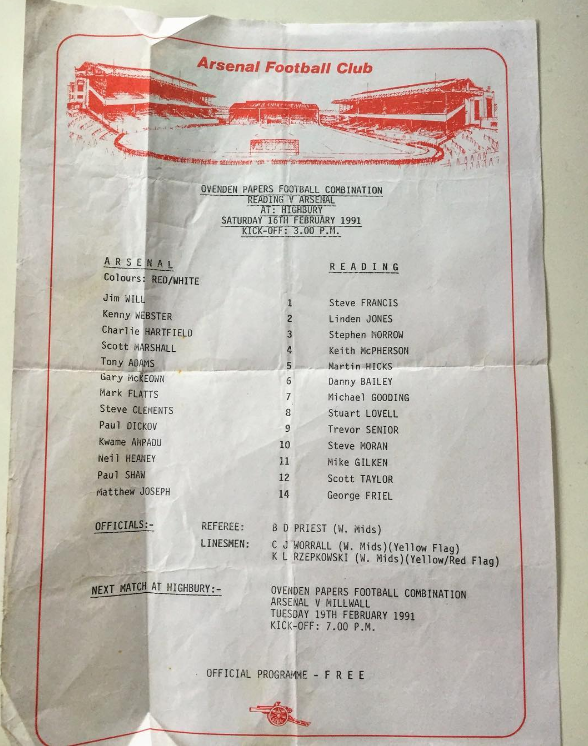 Arsenal Football Club
OVENDEN PAPERS FOOTBALL COMBINATION
READING V ARSENAL
AT: HIGHBURY
SATURDAY 16TH FEBRUARY 1991
KICK-OFF: 3.00 P.M.
A R S E N A L R E A D I N G
Colours: RED/WHITE
Jim WILL 1 Steve FRANCIS
Kenny WEBSTER 2 Linden JONES
Charlie HARTFIELD 3 Stephen MORROW
Scott MARSHALL 4 Keith McPHERSON
Tony ADAMS 5 Martin HICKS
Gary McKEOWN 6 Danny BAILEY
Mark FLATTS 7 Michael GOODING
Steve CLEMENTS 8 Stuart LOVELL
Paul DICKOV 9 Trevor SENIOR
Kwame AMPADU 10 Steve MORAN
Neil HEANEY 11 Mike GILKEN
Paul SHAW 12 Scott TAYLOR
Matthew JOSEPH 14 George FRIEL
OFFICIALS:- REFEREE: B D PRIEST (W. Mids)
LINESMEN: C J WORRALL (W. Mids)(Yellow Flag)
K L RZEPKOWSKI (W. Mids)(Yellow/Red Flag)
NEXT MATCH AT HIGHBURY:- OVENDEN PAPERS FOOTBALL COMBINATION
ARSENAL V MILLWALL
TUESDAY 19TH FEBRUARY 1991
KICK-OFF: 7.00 P.M.
OFFICIAL PROGRAMME - F R E E